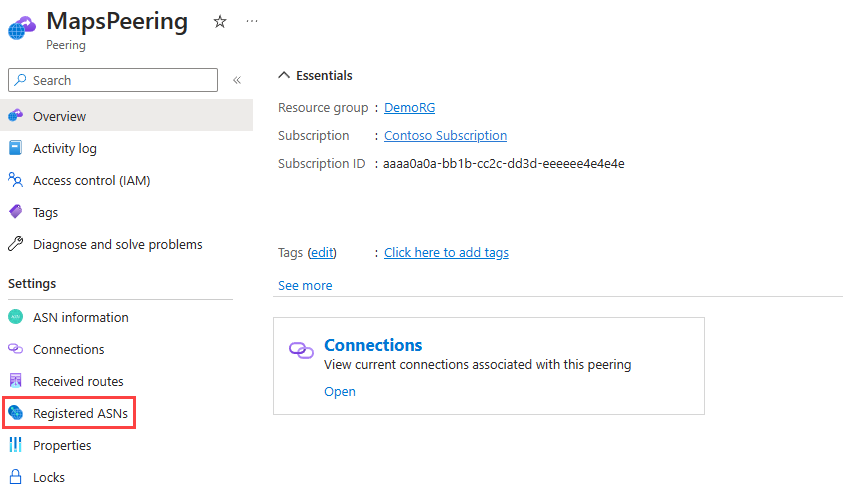 MapsPeering
Peering
Search
Overview
Activity log
Access control (IAM)
Tags
Diagnose and solve problems
Settings
ASN information
Connections
Received routes
Registered ASNs
Properties
Locks
Essentials
Resource group : DemoRG
Subscription : Contoso Subscription
Subscription ID : aaaa0a0a-bb1b-cc2c-dd3d-eeeeee4e4e4e
Tags (edit) : Click here to add tags
See more
Connections
View current connections associated with this peering
Open